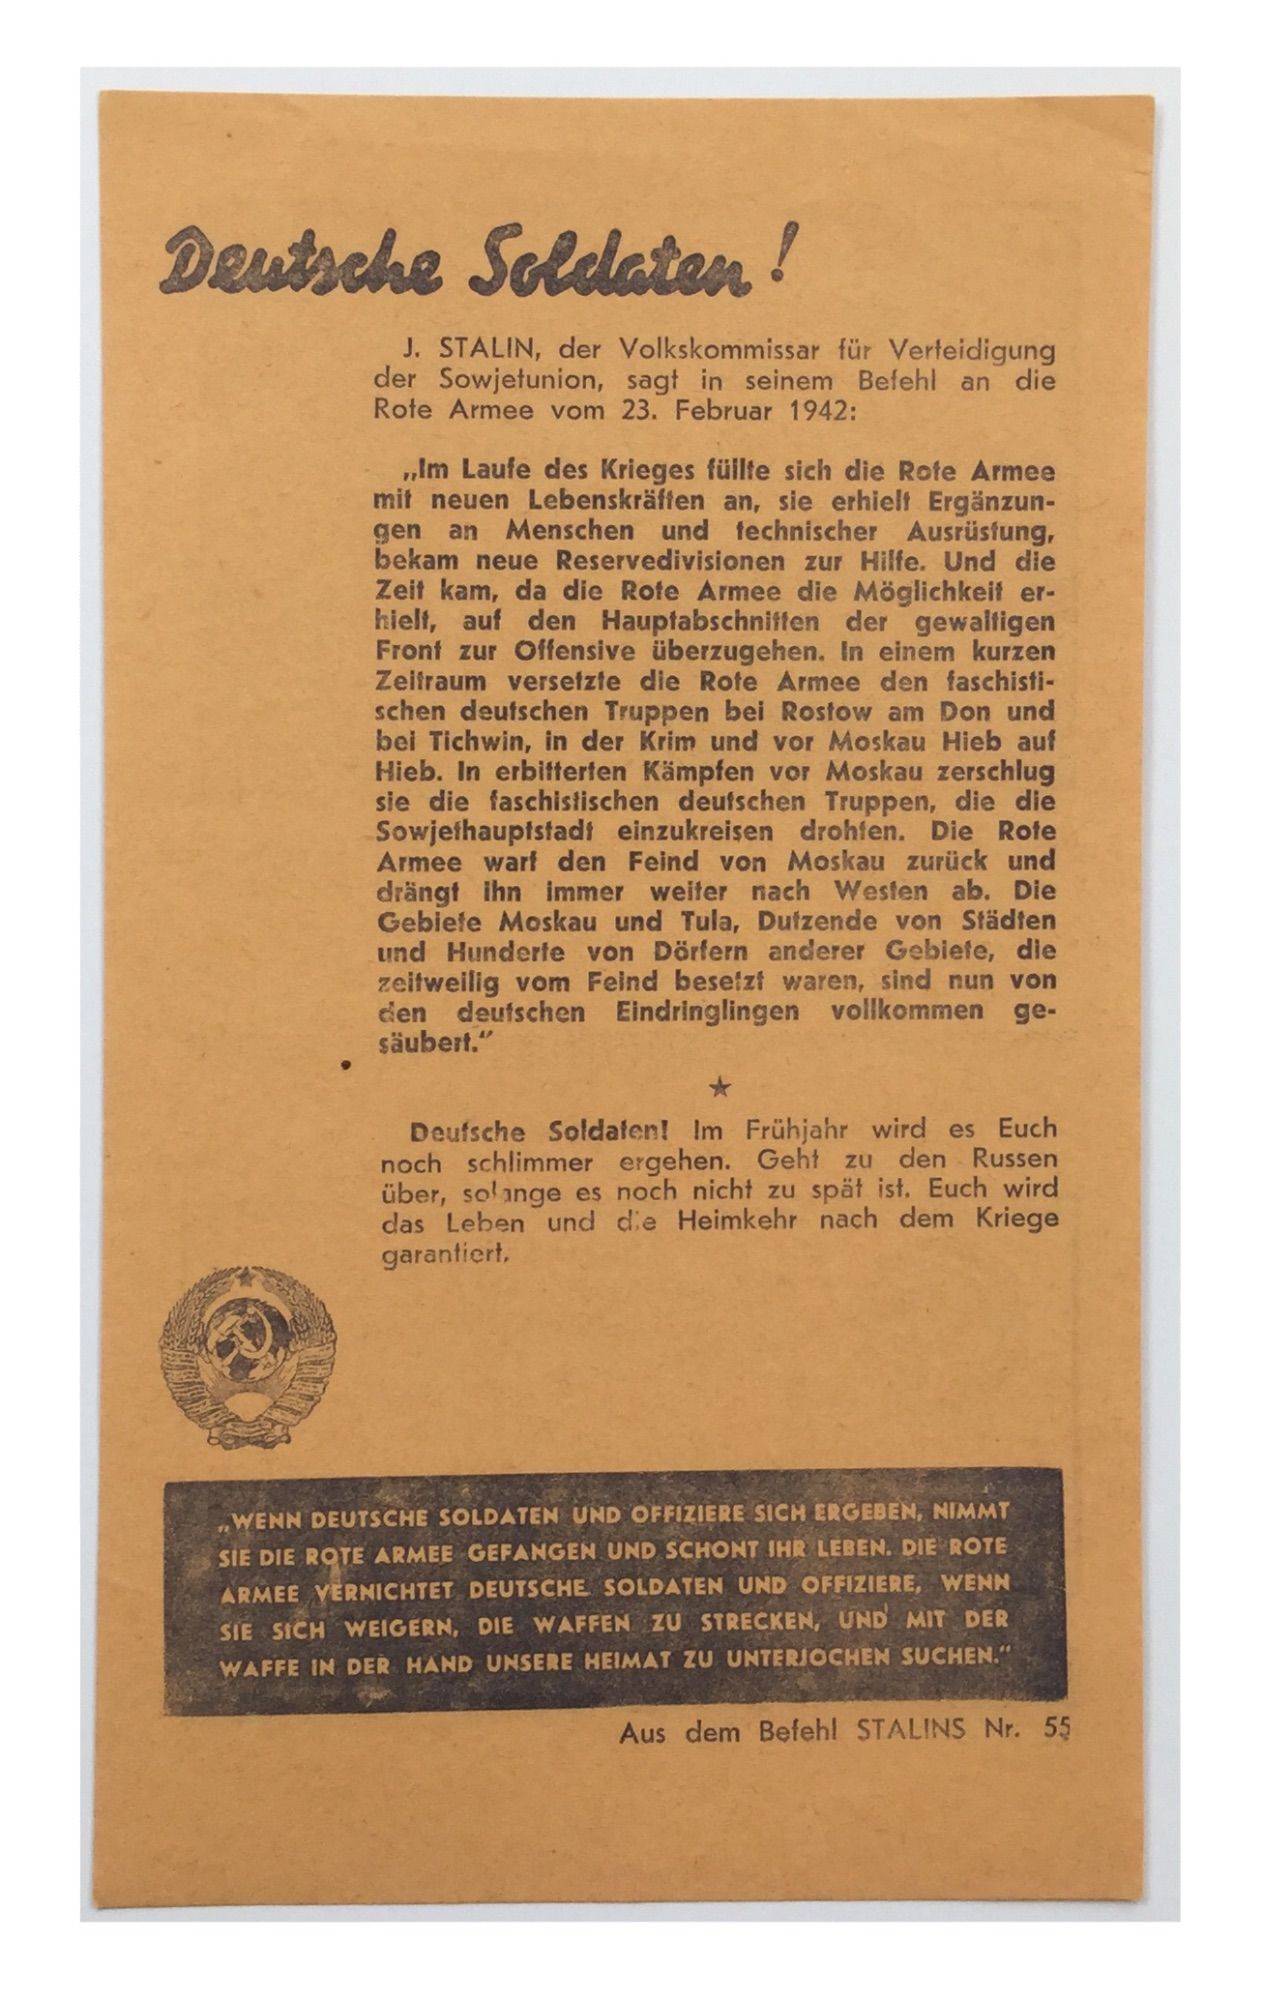 Deutsche Soldaten!
J. STALIN, der Volkskommissar für Verteidigung
der Sowjetunion, sagt in seinem Befehl an die
Rote Armee vom 23. Februar 1942:
„Im Laufe des Krieges füllte sich die Rote Armee
mit neuen Lebenskräften an, sie erhielt Ergänzun-
gen an Menschen und technischer Ausrüstung,
bekam neue Reservedivisionen zur Hilfe. Und die
Zeit kam, da die Rote Armee die Möglichkeit er-
hielt, auf den Hauptabschnitten der gewaltigen
Front zur Offensive überzugehen. In einem kurzen
Zeitraum versetzte die Rote Armee den faschisti-
schen deutschen Truppen bei Rostow am Don und
bei Tichwin, in der Krim und vor Moskau Hieb auf
Hieb. In erbitterten Kämpfen vor Moskau zerschlug
sie die faschistischen deutschen Truppen, die die
Sowjethauptstadt einzukreisen drohten. Die Rote
Armee warf den Feind von Moskau zurück und
drängt ihn immer weiter nach Westen ab. Die
Gebiete Moskau und Tula, Dutzende von Städten
und Hunderte von Dörfern anderer Gebiete, die
zeitweilig vom Feind besetzt waren, sind nun von
den deutschen Eindringlingen vollkommen ge-
säubert.“
★
Deutsche Soldaten! Im Frühjahr wird es Euch
noch schlimmer ergehen. Geht zu den Russen
über, solange es noch nicht zu spät ist. Euch wird
das Leben und die Heimkehr nach dem Kriege
garantiert.
„WENN DEUTSCHE SOLDATEN UND OFFIZIERE SICH ERGEBEN, NIMMT
SIE DIE ROTE ARMEE GEFANGEN UND SCHONT IHR LEBEN. DIE ROTE
ARMEE VERNICHTET DEUTSCHE SOLDATEN UND OFFIZIERE, WENN
SIE SICH WEIGERN, DIE WAFFEN ZU STRECKEN, UND MIT DER
WAFFE IN DER HAND UNSERE HEIMAT ZU UNTERJOCHEN SUCHEN.“
Aus dem Befehl STALINS Nr. 55